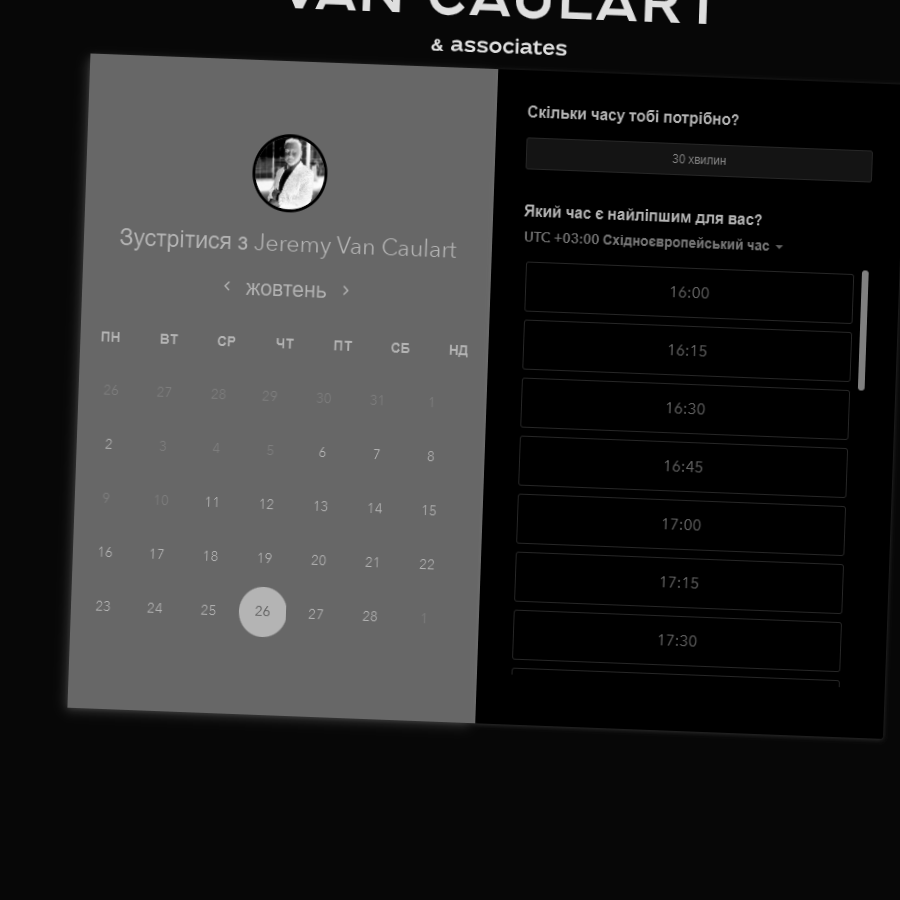 VAN CAULART
& associates
Зустрітися з Jeremy Van Caulart
‹ жовтень ›
ПН ВТ СР ЧТ ПТ СБ НД
26 27 28 29 30 31 1
2 3 4 5 6 7 8
9 10 11 12 13 14 15
16 17 18 19 20 21 22
23 24 25 26 27 28 1
Скільки часу тобі потрібно?
30 хвилин
Який час є найліпшим для вас?
UTC +03:00 Східноєвропейський час
16:00
16:15
16:30
16:45
17:00
17:15
17:30